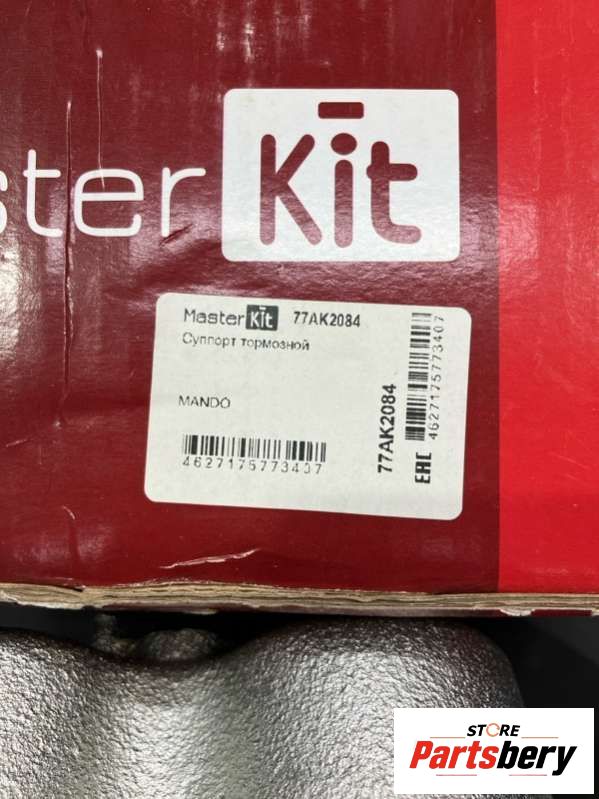 ster Kit
Master Kit 77AK2084
Суппорт тормозной
MANDO
4627175773407
77AK2084
EAC
4627175773407
STORE
Partsbery